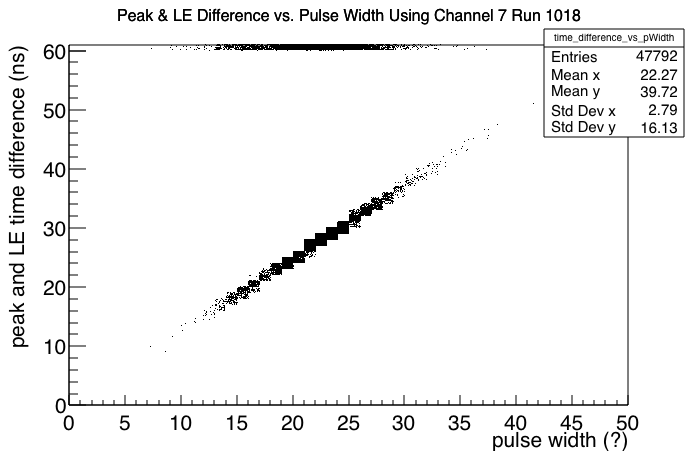 Peak & LE Difference vs. Pulse Width Using Channel 7 Run 1018
time_difference_vs_pWidth
Entries 47792
Mean x 22.27
Mean y 39.72
Std Dev x 2.79
Std Dev y 16.13
peak and LE time difference (ns)
60
50
40
30
20
10
0
0 5 10 15 20 25 30 35 40 45 50
pulse width (?)